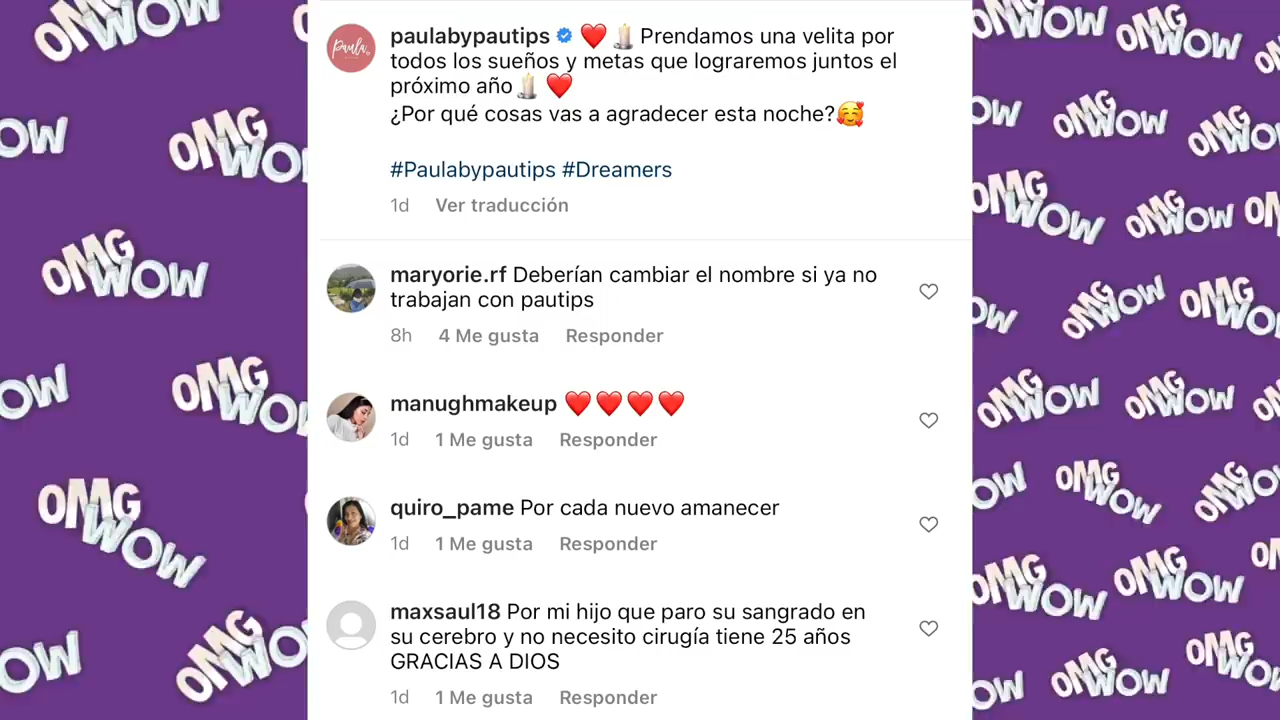 paulabypautips ❤️🕯️ Prendamos una velita por
todos los sueños y metas que lograremos juntos el
próximo año🕯️❤️
¿Por qué cosas vas a agradecer esta noche?🥰
#Paulabypautips #Dreamers
1d Ver traducción
maryorie.rf Deberían cambiar el nombre si ya no
trabajan con pautips
8h 4 Me gusta Responder
manughmakeup ❤️❤️❤️❤️
1d 1 Me gusta Responder
quiro_pame Por cada nuevo amanecer
1d 1 Me gusta Responder
maxsaul18 Por mi hijo que paro su sangrado en
su cerebro y no necesito cirugía tiene 25 años
GRACIAS A DIOS
1d 1 Me gusta Responder
Paula
OMG
WOW